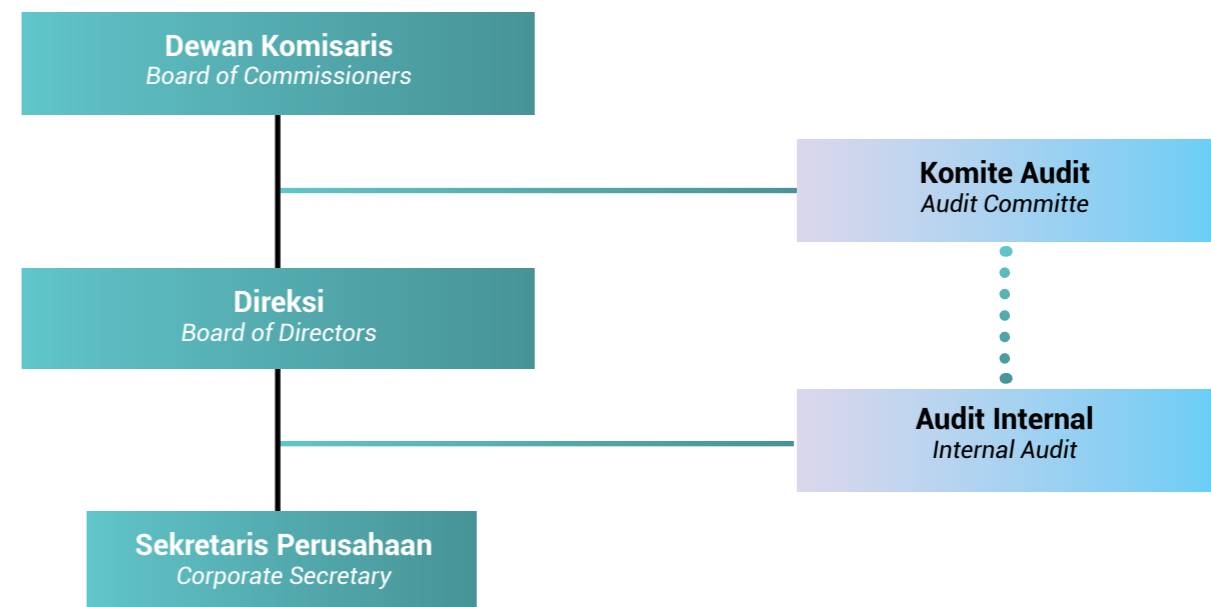 Dewan Komisaris
Board of Commissioners
Komite Audit
Audit Committe
Direksi
Board of Directors
Audit Internal
Internal Audit
Sekretaris Perusahaan
Corporate Secretary